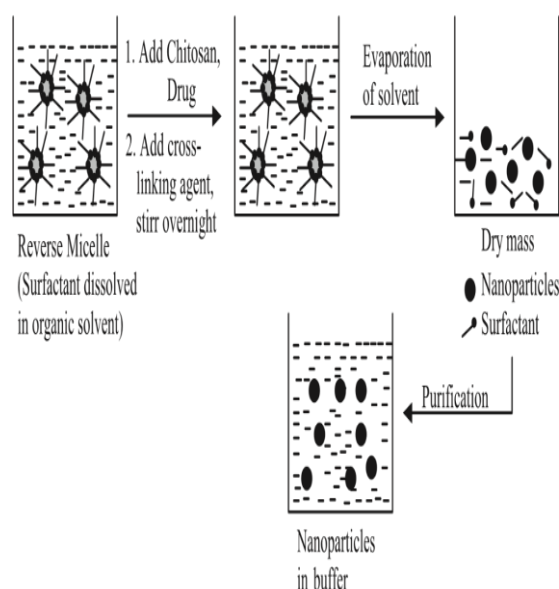 1. Add Chitosan,
Drug
2. Add cross-
linking agent,
stirr overnight
Evaporation
of solvent
Reverse Micelle
(Surfactant dissolved
in organic solvent)
Dry mass
Nanoparticles
Surfactant
Purification
Nanoparticles
in buffer